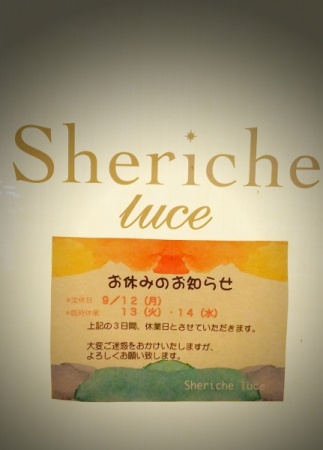 Sheriche
luce
お休みのお知らせ
*定休日 9/12(月)
*臨時休業 13(火)・14(水)
上記の3日間、休業日とさせていただきます。
大変ご迷惑をおかけいたしますが、
よろしくお願い致します。
Sheriche luce